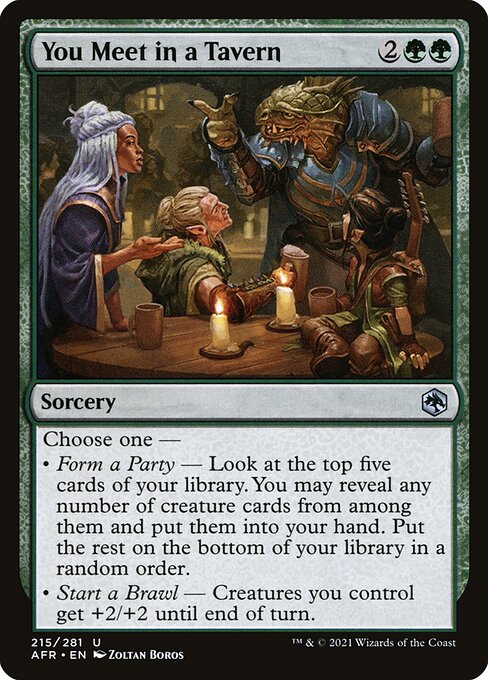 You Meet in a Tavern 2
Sorcery
Choose one —
• Form a Party — Look at the top five
cards of your library. You may reveal any
number of creature cards from among
them and put them into your hand. Put
the rest on the bottom of your library in a
random order.
• Start a Brawl — Creatures you control
get +2/+2 until end of turn.
215/281 U
™ & © 2021 Wizards of the Coast
AFR • EN Zoltan Boros